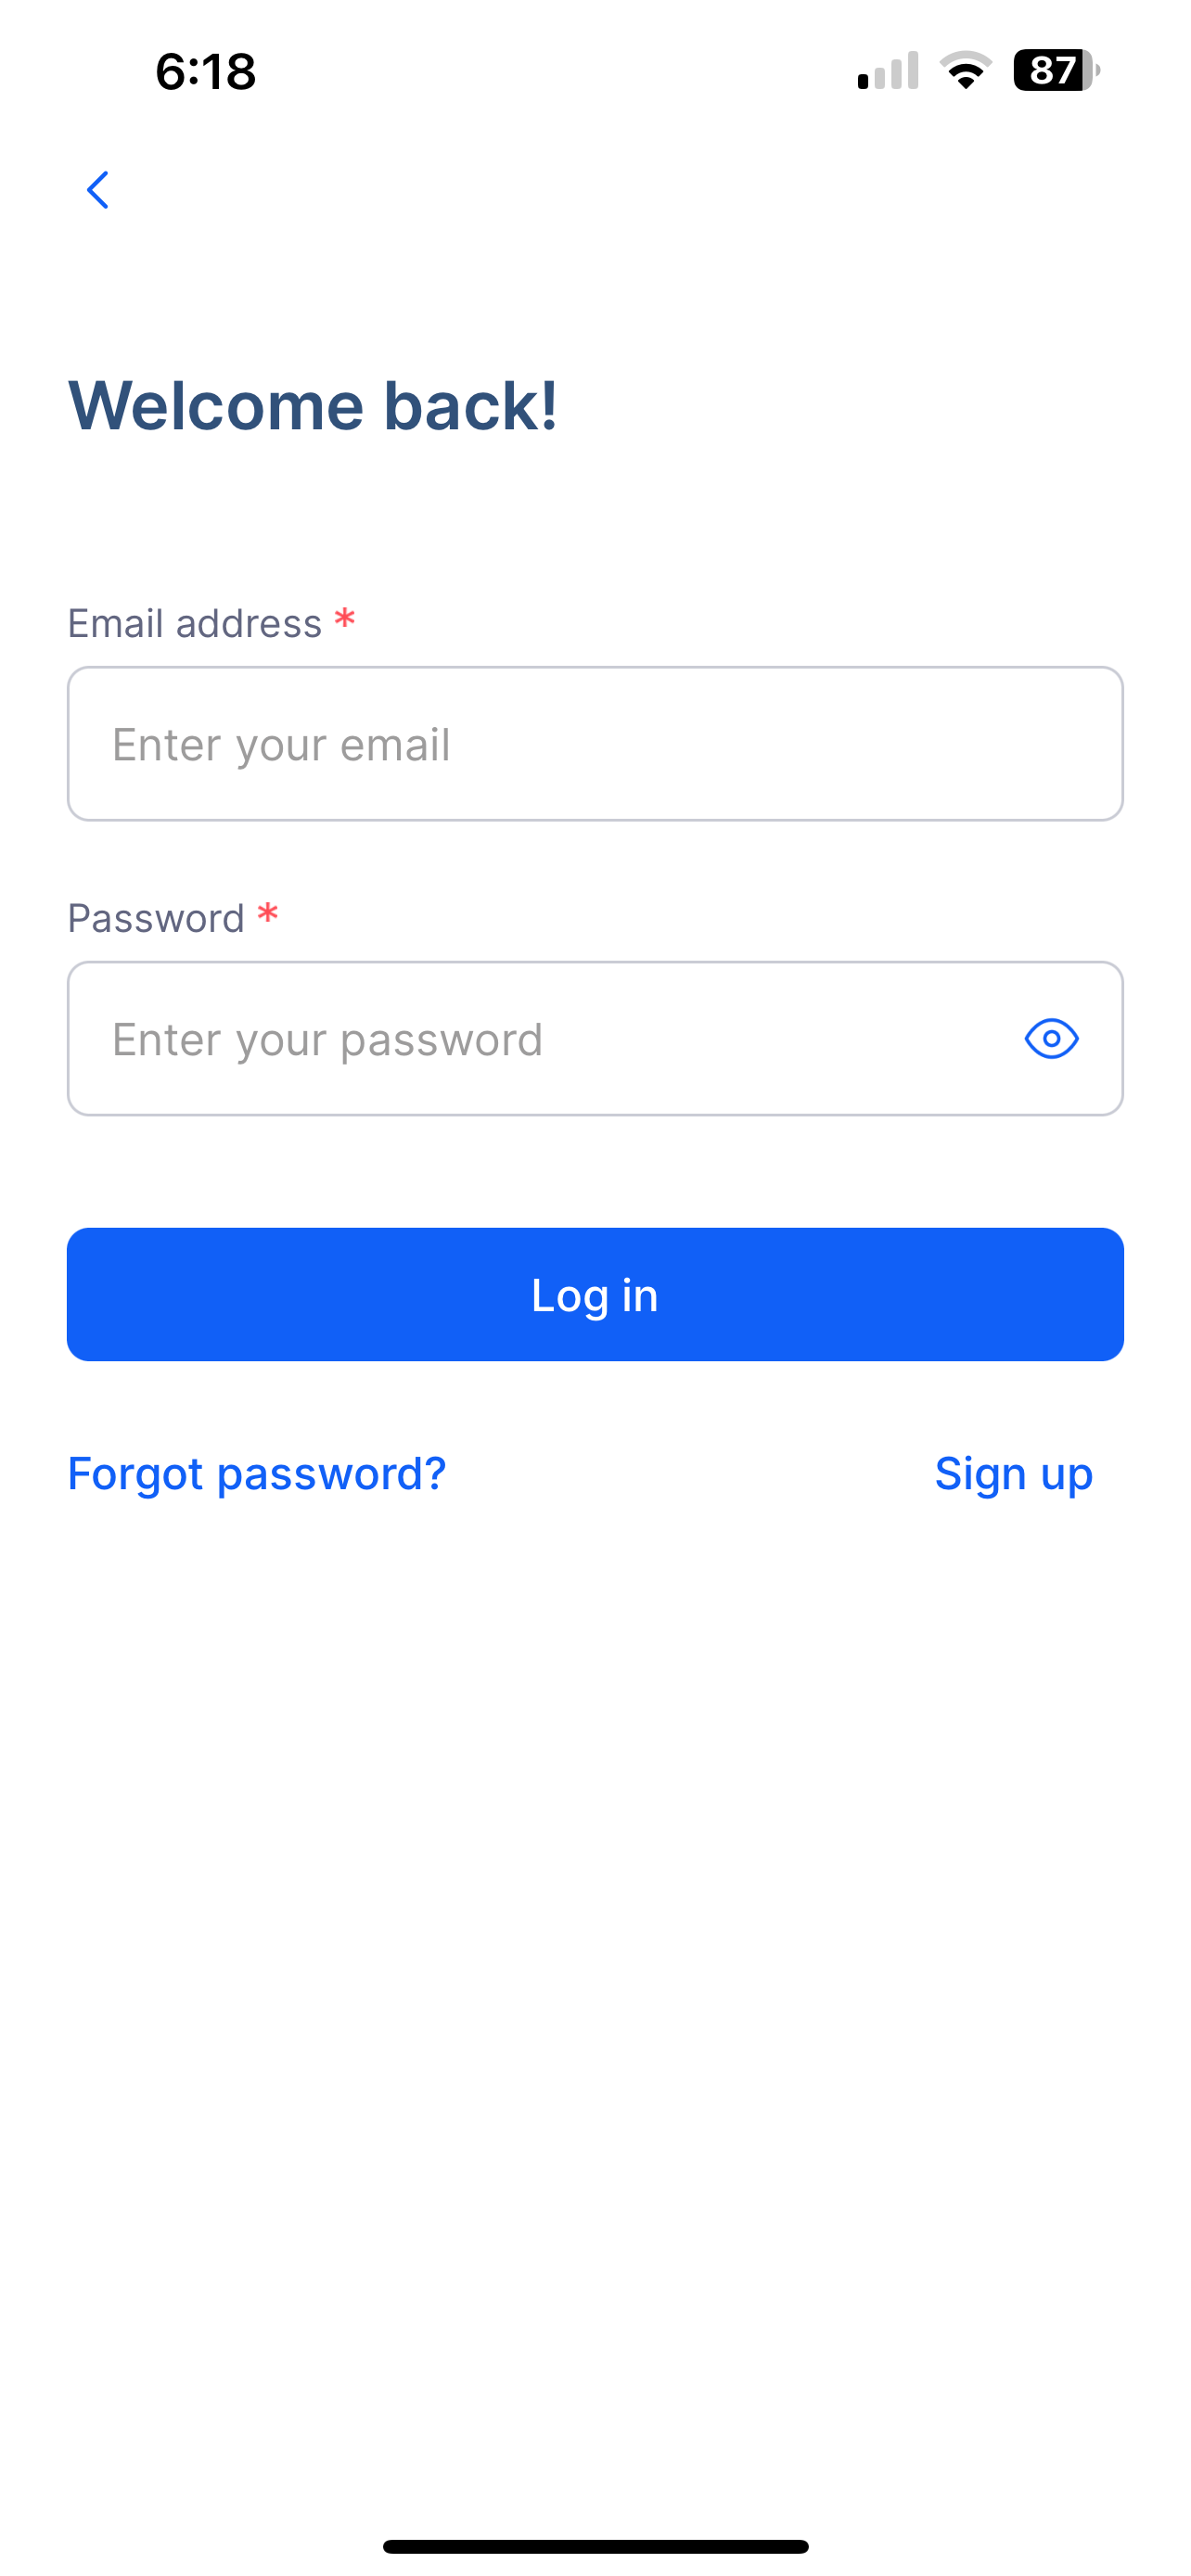 6:18
87
Welcome back!
Email address *
Enter your email
Password *
Enter your password
Log in
Forgot password?
Sign up